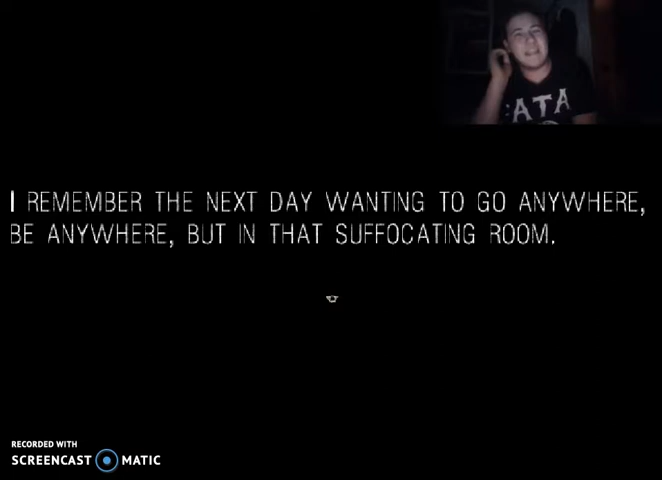 ATA
I REMEMBER THE NEXT DAY WANTING TO GO ANYWHERE,
BE ANYWHERE, BUT IN THAT SUFFOCATING ROOM.
RECORDED WITH
SCREENCAST MATIC